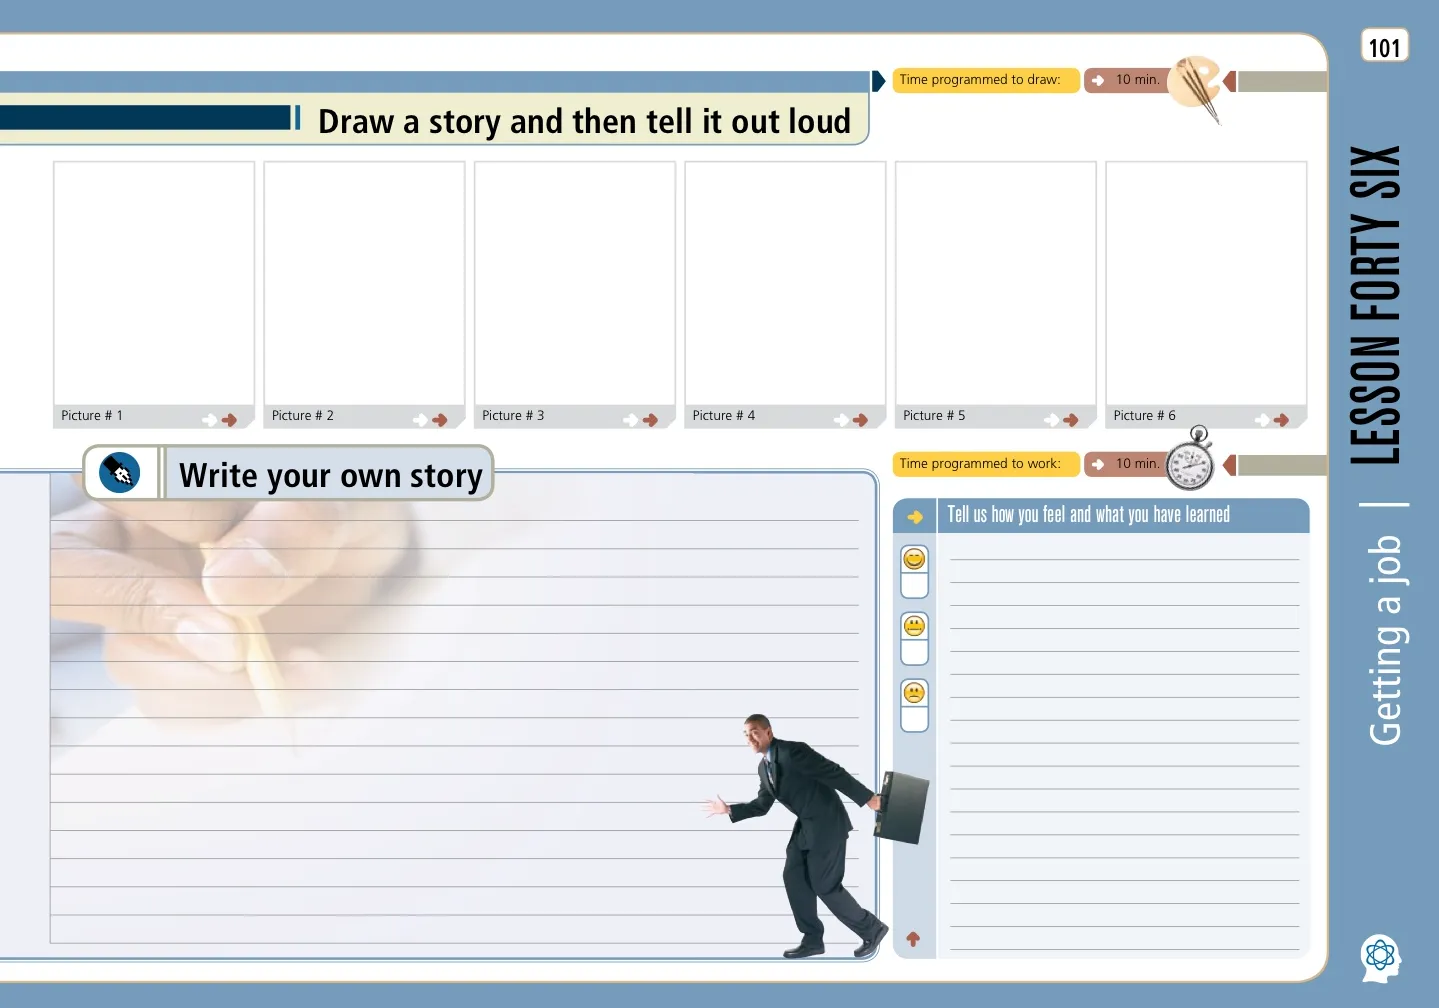 101
Time programmed to draw:
10 min.
Draw a story and then tell it out loud
Picture # 1
Picture # 2
Picture # 3
Picture # 4
Picture # 5
Picture # 6
Write your own story
Time programmed to work:
10 min.
Tell us how you feel and what you have learned
LESSON FORTY SIX
Getting a job